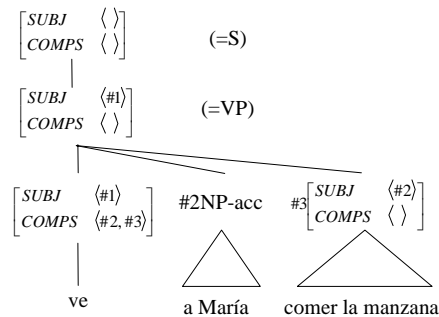 [SUBJ ⟨ ⟩
COMPS ⟨ ⟩] (=S)
[SUBJ ⟨#1⟩
COMPS ⟨ ⟩] (=VP)
[SUBJ ⟨#1⟩
COMPS ⟨#2,#3⟩] #2NP-acc #3[SUBJ ⟨#2⟩
COMPS ⟨ ⟩]
ve a María comer la manzana